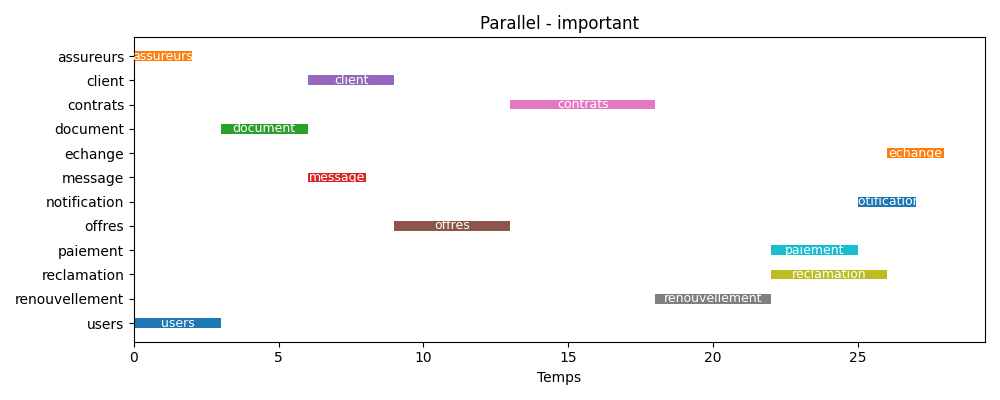 Parallel - important
assureurs assureurs
client client
contrats contrats
document document
echange echange
message message
notification notification
offres offres
paiement paiement
reclamation reclamation
renouvellement renouvellement
users users
0 5 10 15 20 25
Temps